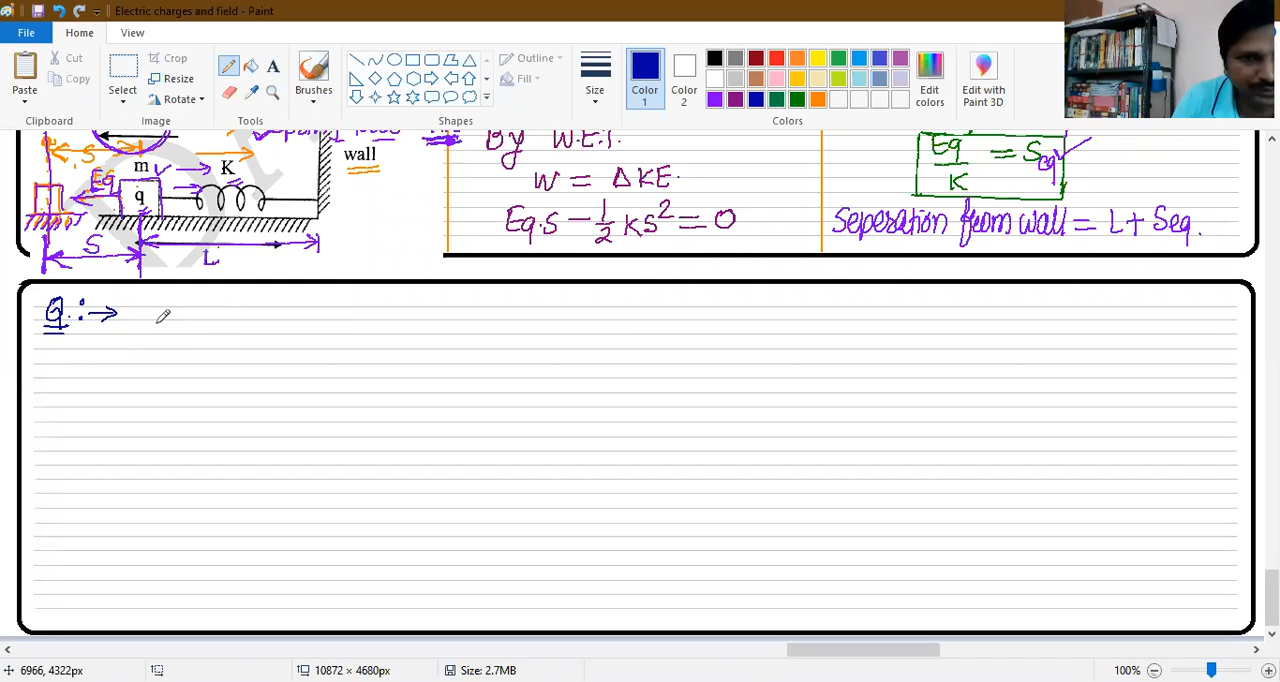 Electric charges and field - Paint
File
Home
View
Cut
Copy
Paste
Clipboard
Select
Crop
Resize
Rotate
Image
A
Tools
Brushes
Outline
Fill
Shapes
Size
Color 1
Color 2
Edit colors
Edit with Paint 3D
Colors
wall
S
m
v
K
Eq
q
S
L
By W.E.T.
W = ΔKE.
Eq.S - 1/2 KS² = 0
Eq/K = Seq
Seperation from wall = L + Seq.
Q. : →
6966, 4322px
10872 × 4680px
Size: 2.7MB
100%